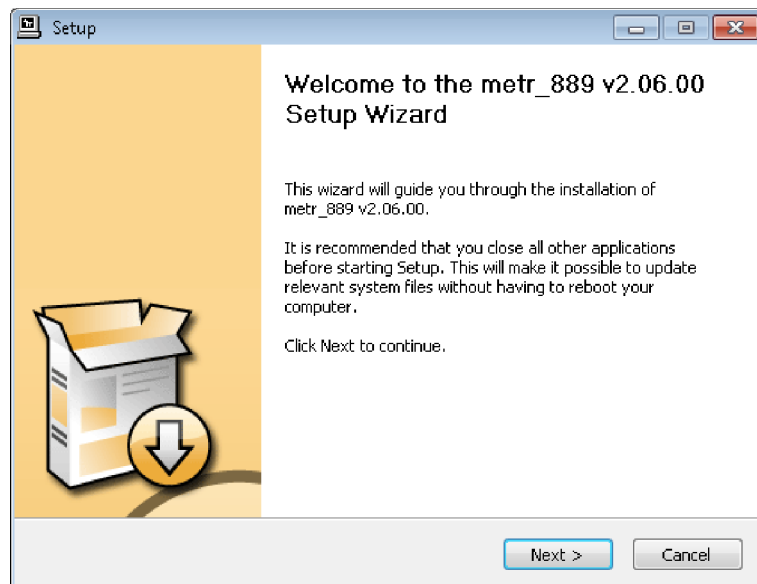 Setup
Welcome to the metr_889 v2.06.00
Setup Wizard
This wizard will guide you through the installation of
metr_889 v2.06.00.
It is recommended that you close all other applications
before starting Setup. This will make it possible to update
relevant system files without having to reboot your
computer.
Click Next to continue.
Next >
Cancel